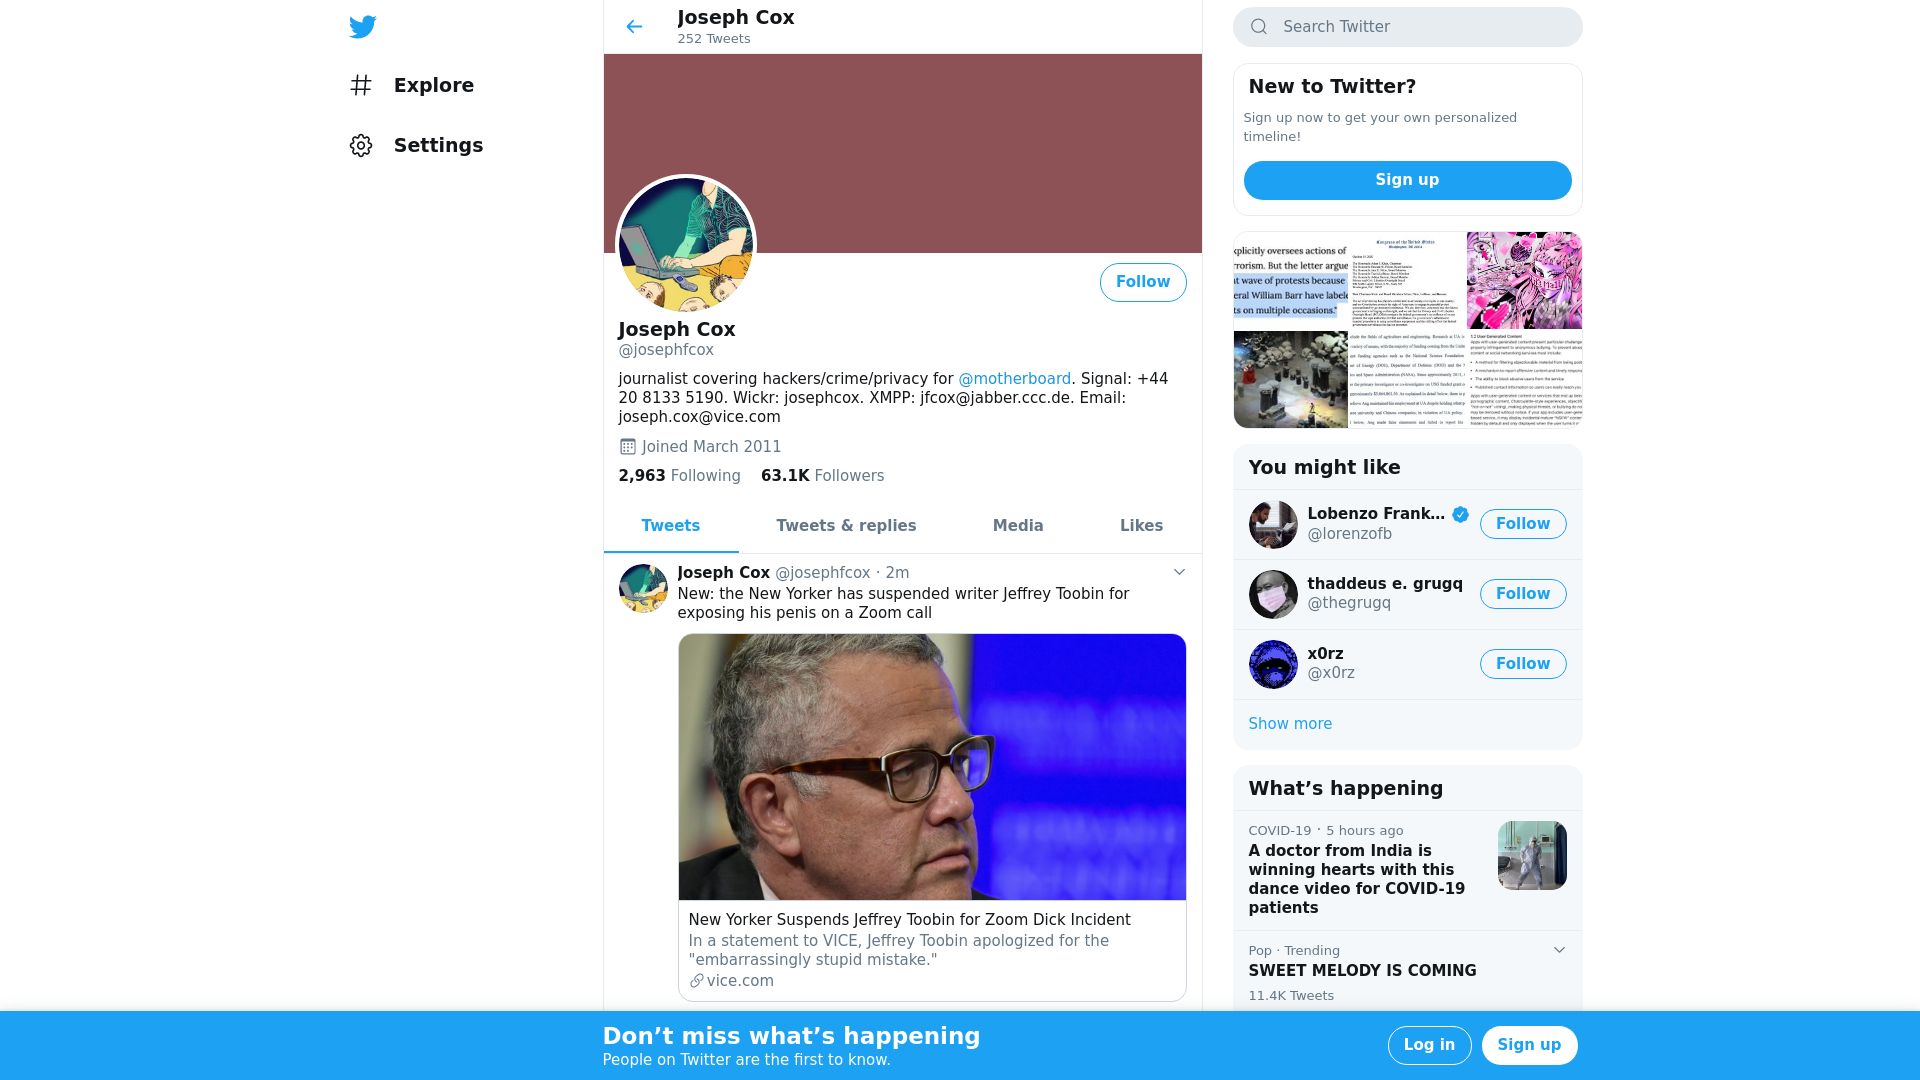 Explore
Settings
Joseph Cox
252 Tweets
Follow
Joseph Cox
@josephfcox
journalist covering hackers/crime/privacy for @motherboard. Signal: +44
20 8133 5190. Wickr: josephcox. XMPP: jfcox@jabber.ccc.de. Email:
joseph.cox@vice.com
Joined March 2011
2,963 Following 63.1K Followers
Tweets Tweets & replies Media Likes
Joseph Cox @josephfcox · 2m
New: the New Yorker has suspended writer Jeffrey Toobin for
exposing his penis on a Zoom call
New Yorker Suspends Jeffrey Toobin for Zoom Dick Incident
In a statement to VICE, Jeffrey Toobin apologized for the
"embarrassingly stupid mistake."
vice.com
Search Twitter
New to Twitter?
Sign up now to get your own personalized
timeline!
Sign up
xplicitly oversees actions of
rrorism. But the letter argue
t wave of protests because
eral William Barr have labele
ts on multiple occasions."
Congress of the United States
You might like
Lobenzo Frank...
@lorenzofb
Follow
thaddeus e. grugq
@thegrugq
Follow
x0rz
@x0rz
Follow
Show more
What's happening
COVID-19 · 5 hours ago
A doctor from India is
winning hearts with this
dance video for COVID-19
patients
Pop · Trending
SWEET MELODY IS COMING
11.4K Tweets
Don't miss what's happening
People on Twitter are the first to know.
Log in Sign up